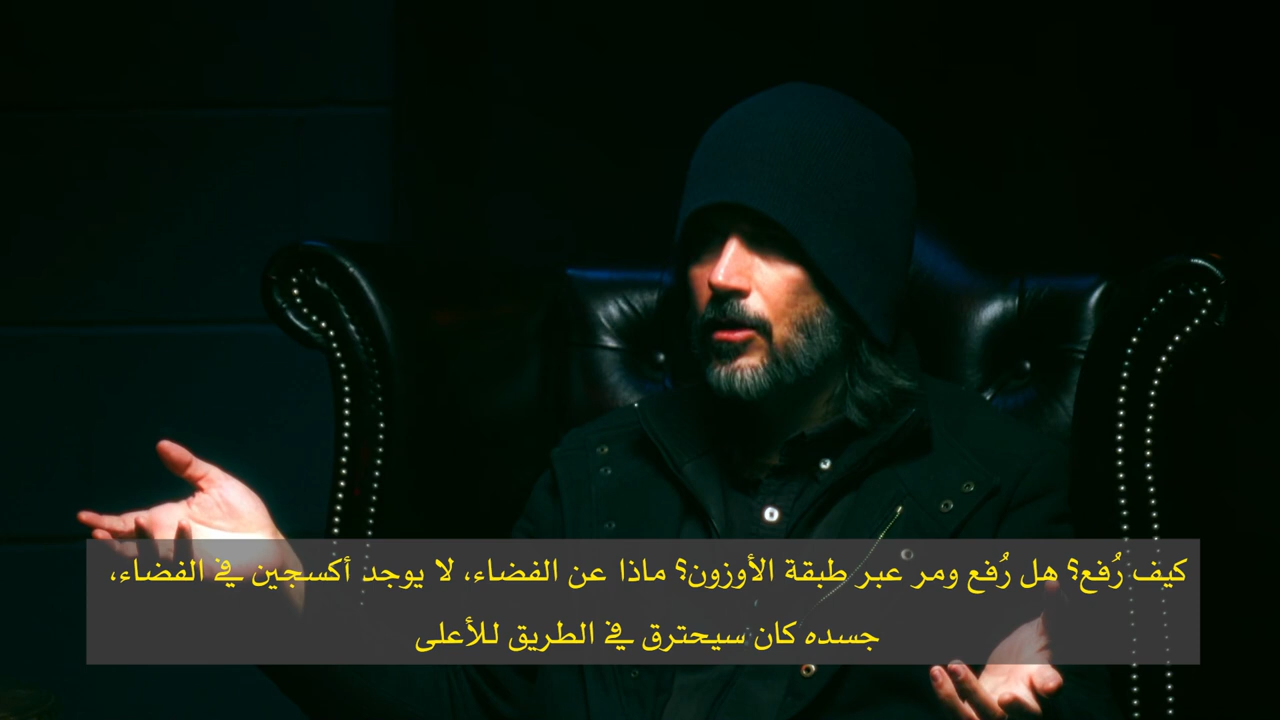 كيف رُفع؟ هل رُفع ومر عبر طبقة الأوزون؟ ماذا عن الفضاء، لا يوجد أكسجين في الفضاء،
جسده كان سيحترق في الطريق للأعلى